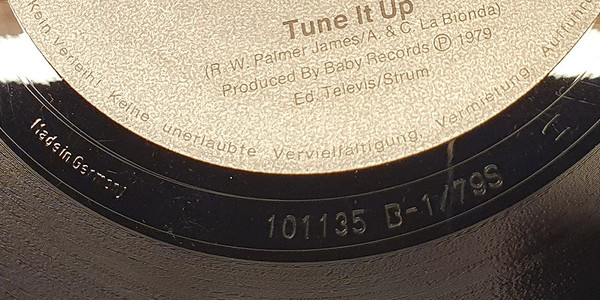 Tune It Up
(R. W. Palmer James/A. & C. La Bionda)
Produced By Baby Records Ⓟ 1979
Ed. Televis/Strum
Kein Verleih! Keine unerlaubte Vervielfältigung, Vermietung, Aufführ
Made in Germany
101135 B-1/79S